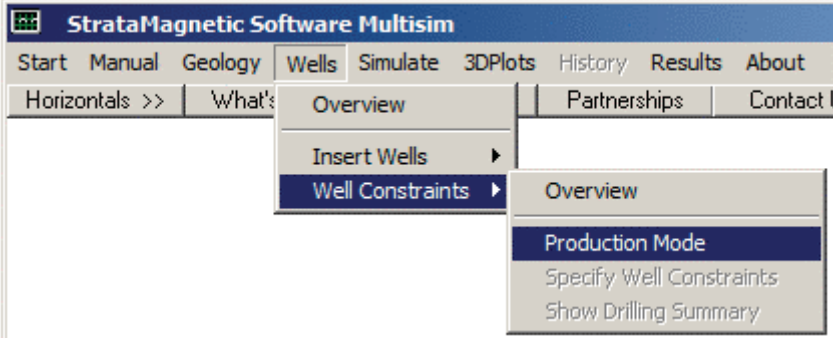 StrataMagnetic Software Multisim
Start Manual Geology Wells Simulate 3DPlots History Results About
Horizontals >> What's Partnerships Contact
Overview
Insert Wells
Well Constraints
Overview
Production Mode
Specify Well Constraints
Show Drilling Summary